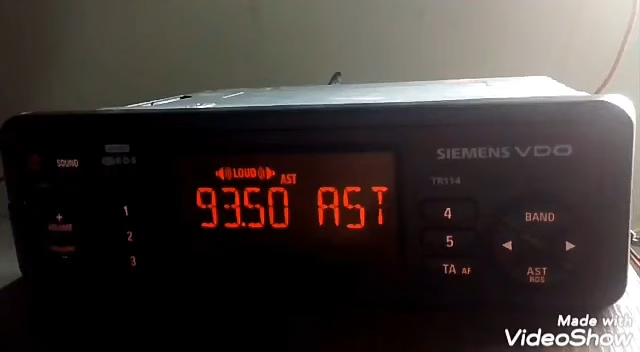 SOUND
RDS
SIEMENS VDO
TR114
LOUD
AST
93.50 AST
+
VOLUME
-
1
2
3
4
5
TA AF
BAND
AST
RDS
Made with
VideoShow